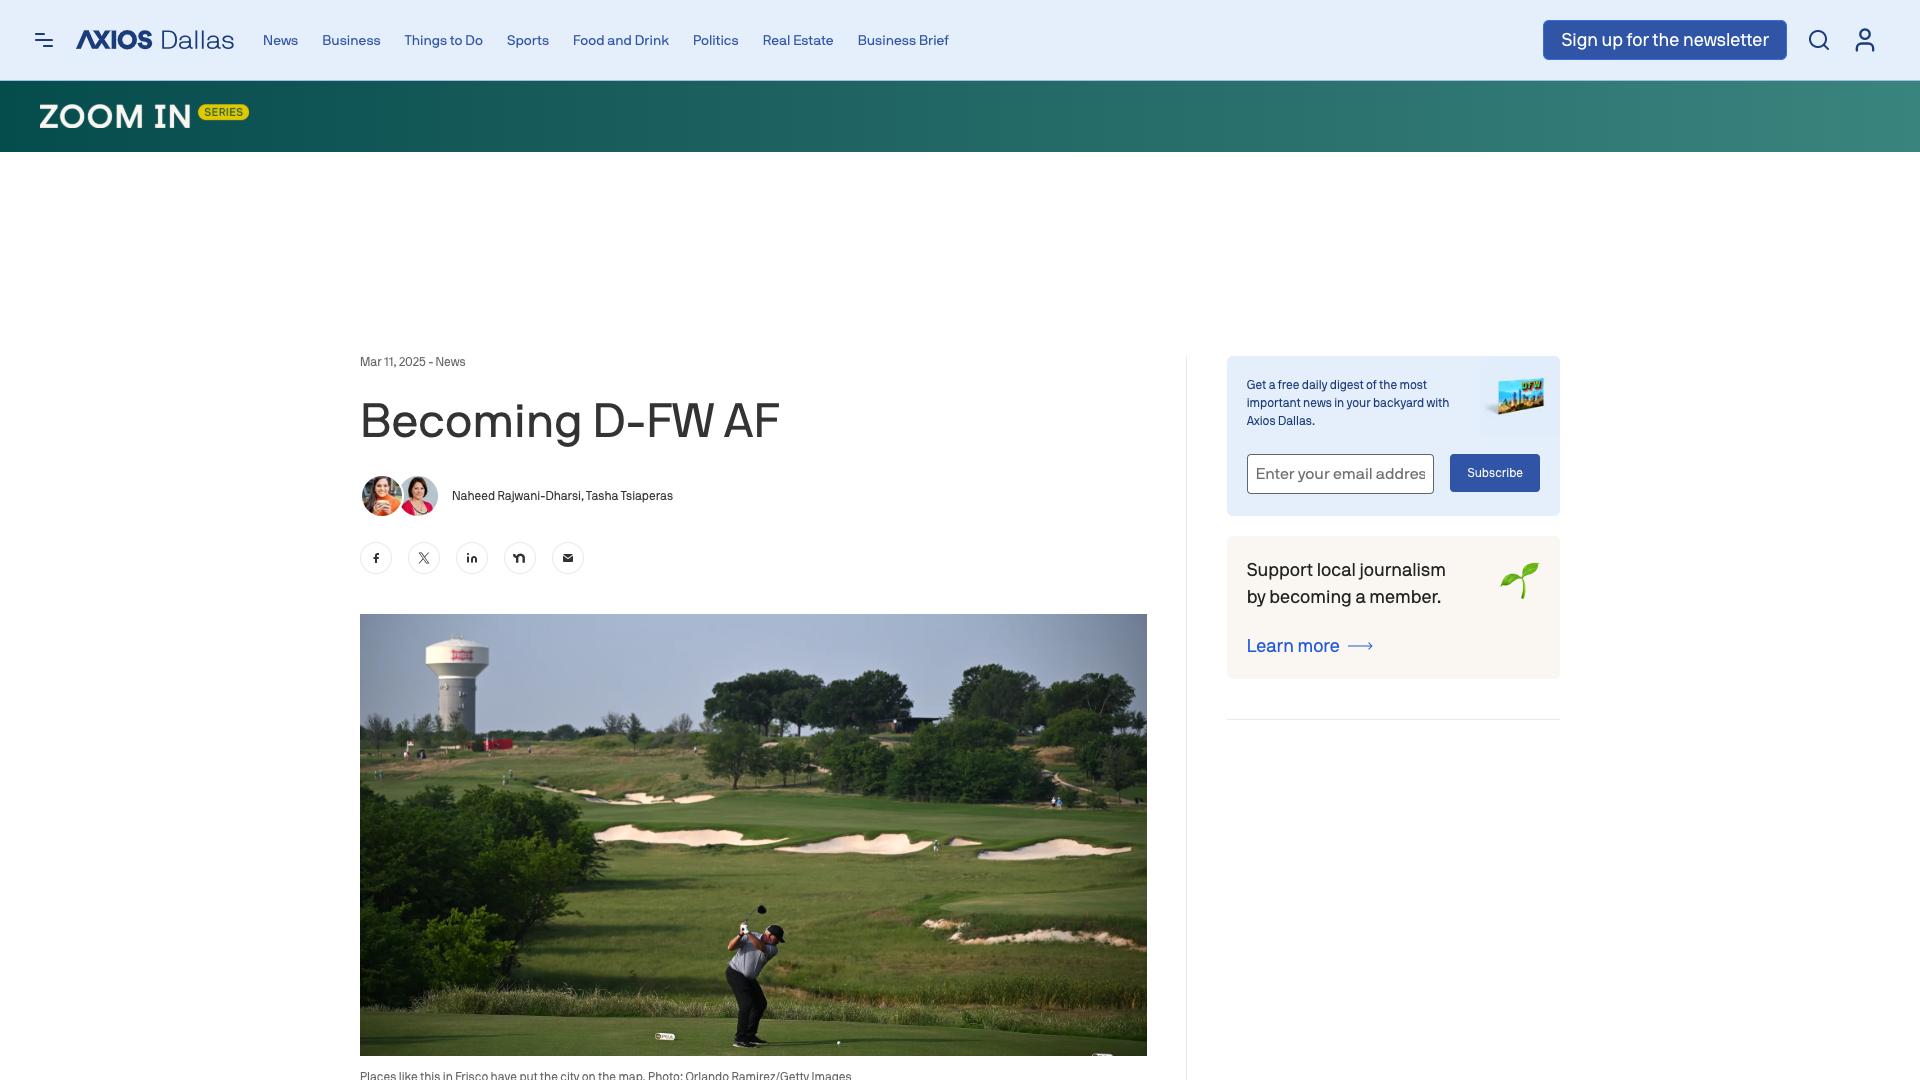 AXIOS Dallas
News
Business
Things to Do
Sports
Food and Drink
Politics
Real Estate
Business Brief
Sign up for the newsletter
ZOOM IN SERIES
Mar 11, 2025 - News
Becoming D-FW AF
Naheed Rajwani-Dharsi, Tasha Tsiaperas
Places like this in Frisco have put the city on the map. Photo: Orlando Ramirez/Getty Images
Get a free daily digest of the most
important news in your backyard with
Axios Dallas.
DFW
Enter your email addres
Subscribe
Support local journalism
by becoming a member.
Learn more